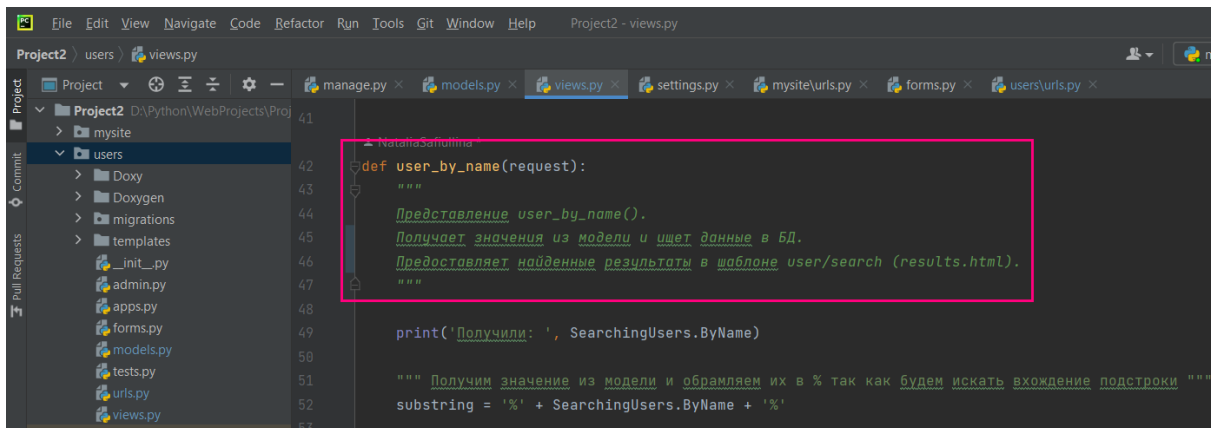 PC File Edit View Navigate Code Refactor Run Tools Git Window Help Project2 - views.py
Project2 users views.py
Project Project manage.py models.py views.py settings.py mysite\urls.py forms.py users\urls.py
Project2 D:\Python\WebProjects\Proj
mysite
users
Doxy
Doxygen
migrations
templates
__init__.py
admin.py
apps.py
forms.py
models.py
tests.py
urls.py
views.py
Commit
Pull Requests
41
NataliaSafiullina *
42 def user_by_name(request):
43 """
44 Представление user_by_name().
45 Получает значения из модели и ищет данные в БД.
46 Предоставляет найденные результаты в шаблоне user/search (results.html).
47 """
48
49 print('Получили: ', SearchingUsers.ByName)
50
51 """ Получим значение из модели и обрамляем их в % так как будем искать вхождение подстроки """
52 substring = '%' + SearchingUsers.ByName + '%'
53